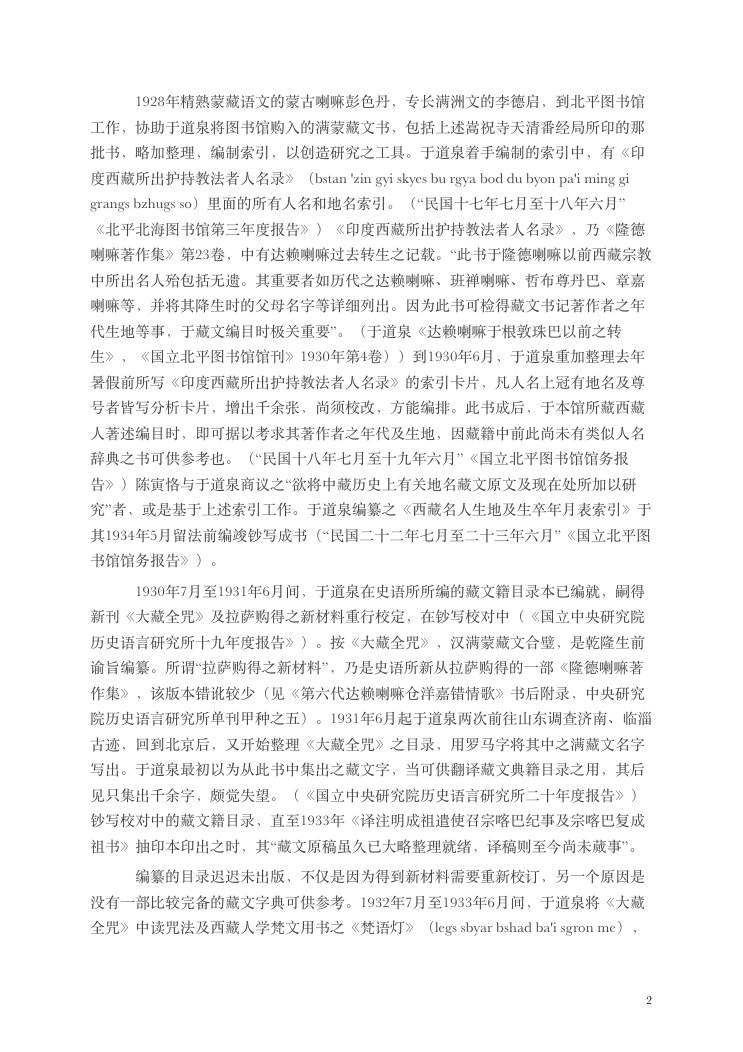 1928年精熟蒙藏语文的蒙古喇嘛彭色丹，专长满洲文的李德启，到北平图书馆
工作，协助于道泉将图书馆购入的满蒙藏文书，包括上述嵩祝寺天清番经局所印的那
批书，略加整理，编制索引，以创造研究之工具。于道泉着手编制的索引中，有《印
度西藏所出护持教法者人名录》（bstan 'zin gyi skyes bu rgya bod du byon pa'i ming gi
grangs bzhugs so）里面的所有人名和地名索引。（“民国十七年七月至十八年六月”
《北平北海图书馆第三年度报告》）《印度西藏所出护持教法者人名录》，乃《隆德
喇嘛著作集》第23卷，中有达赖喇嘛过去转生之记载。“此书于隆德喇嘛以前西藏宗教
中所出名人殆包括无遗。其重要者如历代之达赖喇嘛、班禅喇嘛、哲布尊丹巴、章嘉
喇嘛等，并将其降生时的父母名字等详细列出。因为此书可检得藏文书记著作者之年
代生地等事，于藏文编目时极关重要”。（于道泉《达赖喇嘛于根敦珠巴以前之转
生》，《国立北平图书馆馆刊》1930年第4卷））到1930年6月，于道泉重加整理去年
暑假前所写《印度西藏所出护持教法者人名录》的索引卡片，凡人名上冠有地名及尊
号者皆写分析卡片，增出千余张，尚须校改，方能编排。此书成后，于本馆所藏西藏
人著述编目时，即可据以考求其著作者之年代及生地，因藏籍中前此尚未有类似人名
辞典之书可供参考也。（“民国十八年七月至十九年六月”《国立北平图书馆馆务报
告》）陈寅恪与于道泉商议之“欲将中藏历史上有关地名藏文原文及现在处所加以研
究”者，或是基于上述索引工作。于道泉编纂之《西藏名人生地及生卒年月表索引》于
其1934年5月留法前编竣钞写成书（“民国二十二年七月至二十三年六月”《国立北平图
书馆馆务报告》）。
1930年7月至1931年6月间，于道泉在史语所所编的藏文籍目录本已编就，嗣得
新刊《大藏全咒》及拉萨购得之新材料重行校定，在钞写校对中（《国立中央研究院
历史语言研究所十九年度报告》）。按《大藏全咒》，汉满蒙藏文合璧，是乾隆生前
谕旨编纂。所谓“拉萨购得之新材料”，乃是史语所新从拉萨购得的一部《隆德喇嘛著
作集》，该版本错讹较少（见《第六代达赖喇嘛仓洋嘉错情歌》书后附录，中央研究
院历史语言研究所单刊甲种之五）。1931年6月起于道泉两次前往山东调查济南、临淄
古迹，回到北京后，又开始整理《大藏全咒》之目录，用罗马字将其中之满藏文名字
写出。于道泉最初以为从此书中集出之藏文字，当可供翻译藏文典籍目录之用，其后
见只集出千余字，颇觉失望。（《国立中央研究院历史语言研究所二十年度报告》）
钞写校对中的藏文籍目录，直至1933年《译注明成祖遣使召宗喀巴纪事及宗喀巴复成
祖书》抽印本印出之时，其“藏文原稿虽久已大略整理就绪，译稿则至今尚未蒇事”。
编纂的目录迟迟未出版，不仅是因为得到新材料需要重新校订，另一个原因是
没有一部比较完备的藏文字典可供参考。1932年7月至1933年6月间，于道泉将《大藏
全咒》中读咒法及西藏人学梵文用书之《梵语灯》（legs sbyar bshad ba'i sgron me），
2